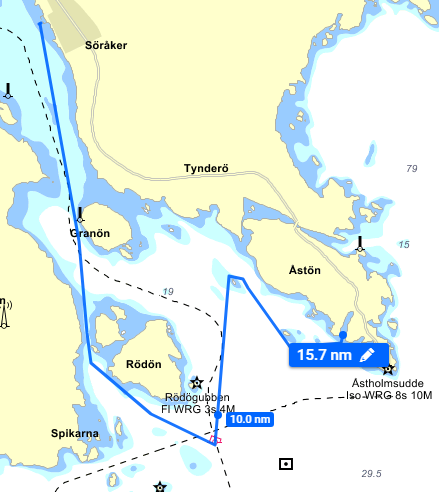 Söråker
Tynderö
79
Granön
15
Åstön
19
15.7 nm
Rödön
Åstholmsudde
Iso WRG 8s 10M
Rödögubben
Fl WRG 3s 4M
10.0 nm
Spikarna
29.5